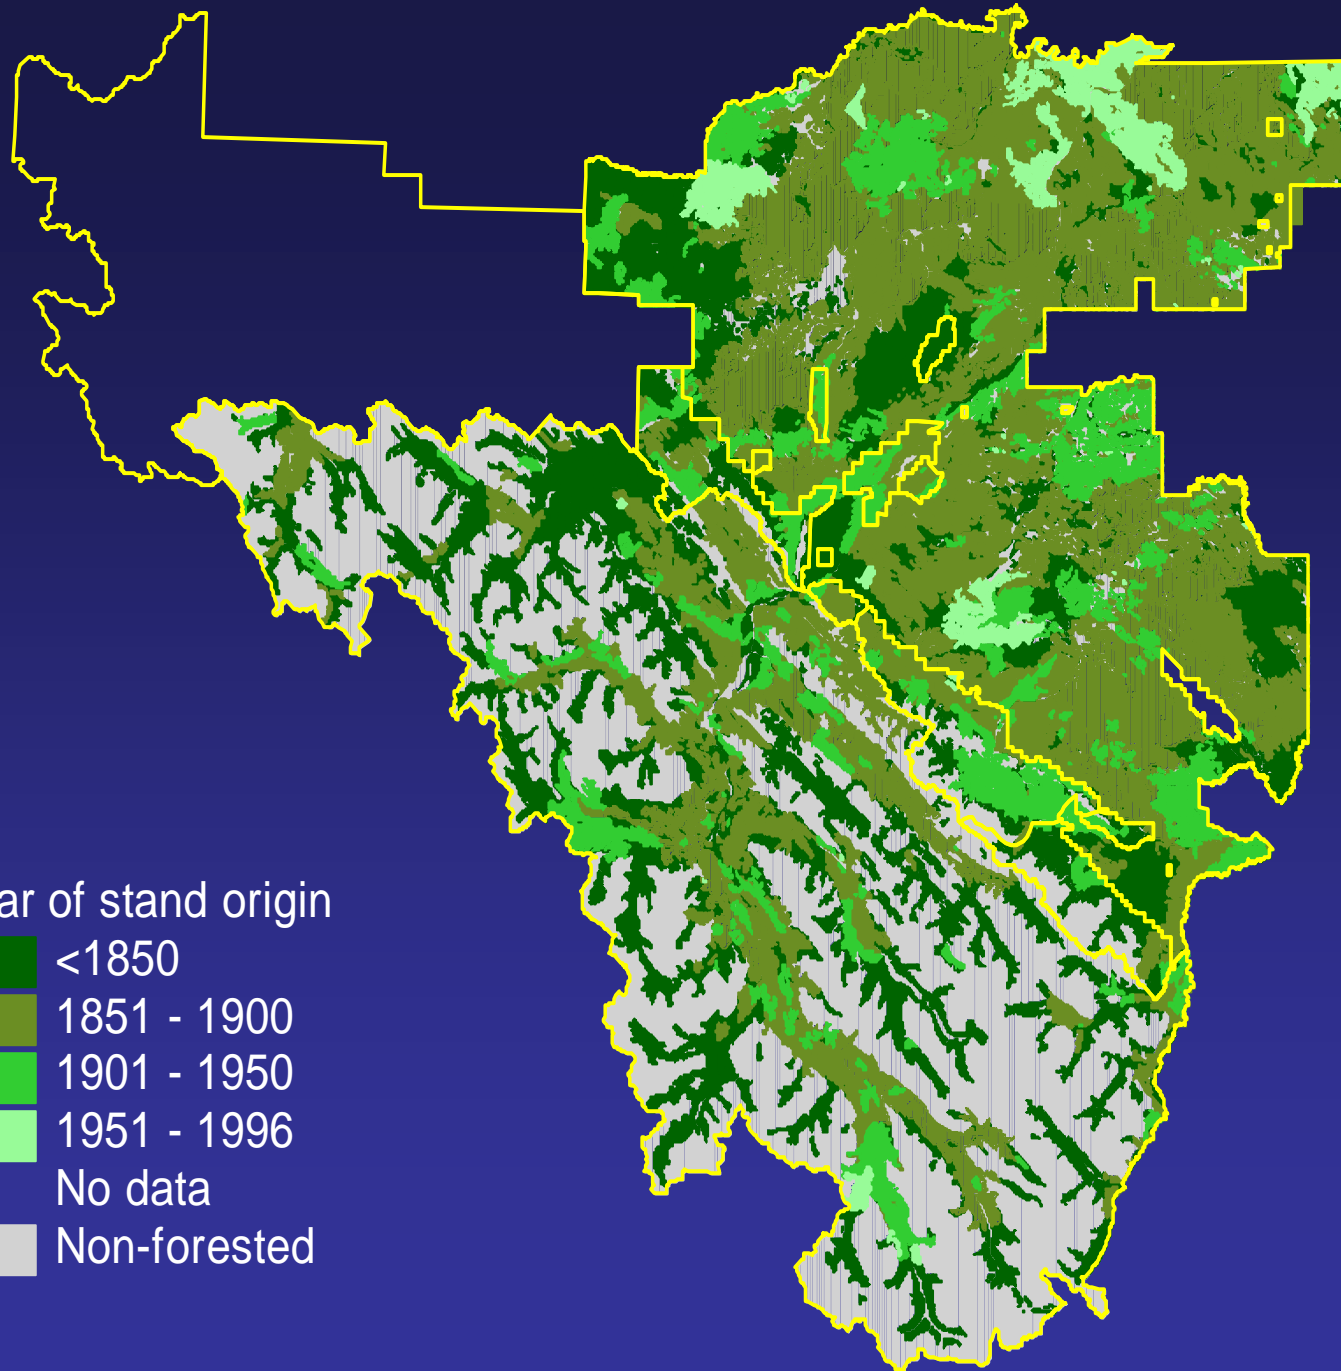 ar of stand origin
<1850
1851 - 1900
1901 - 1950
1951 - 1996
No data
Non-forested